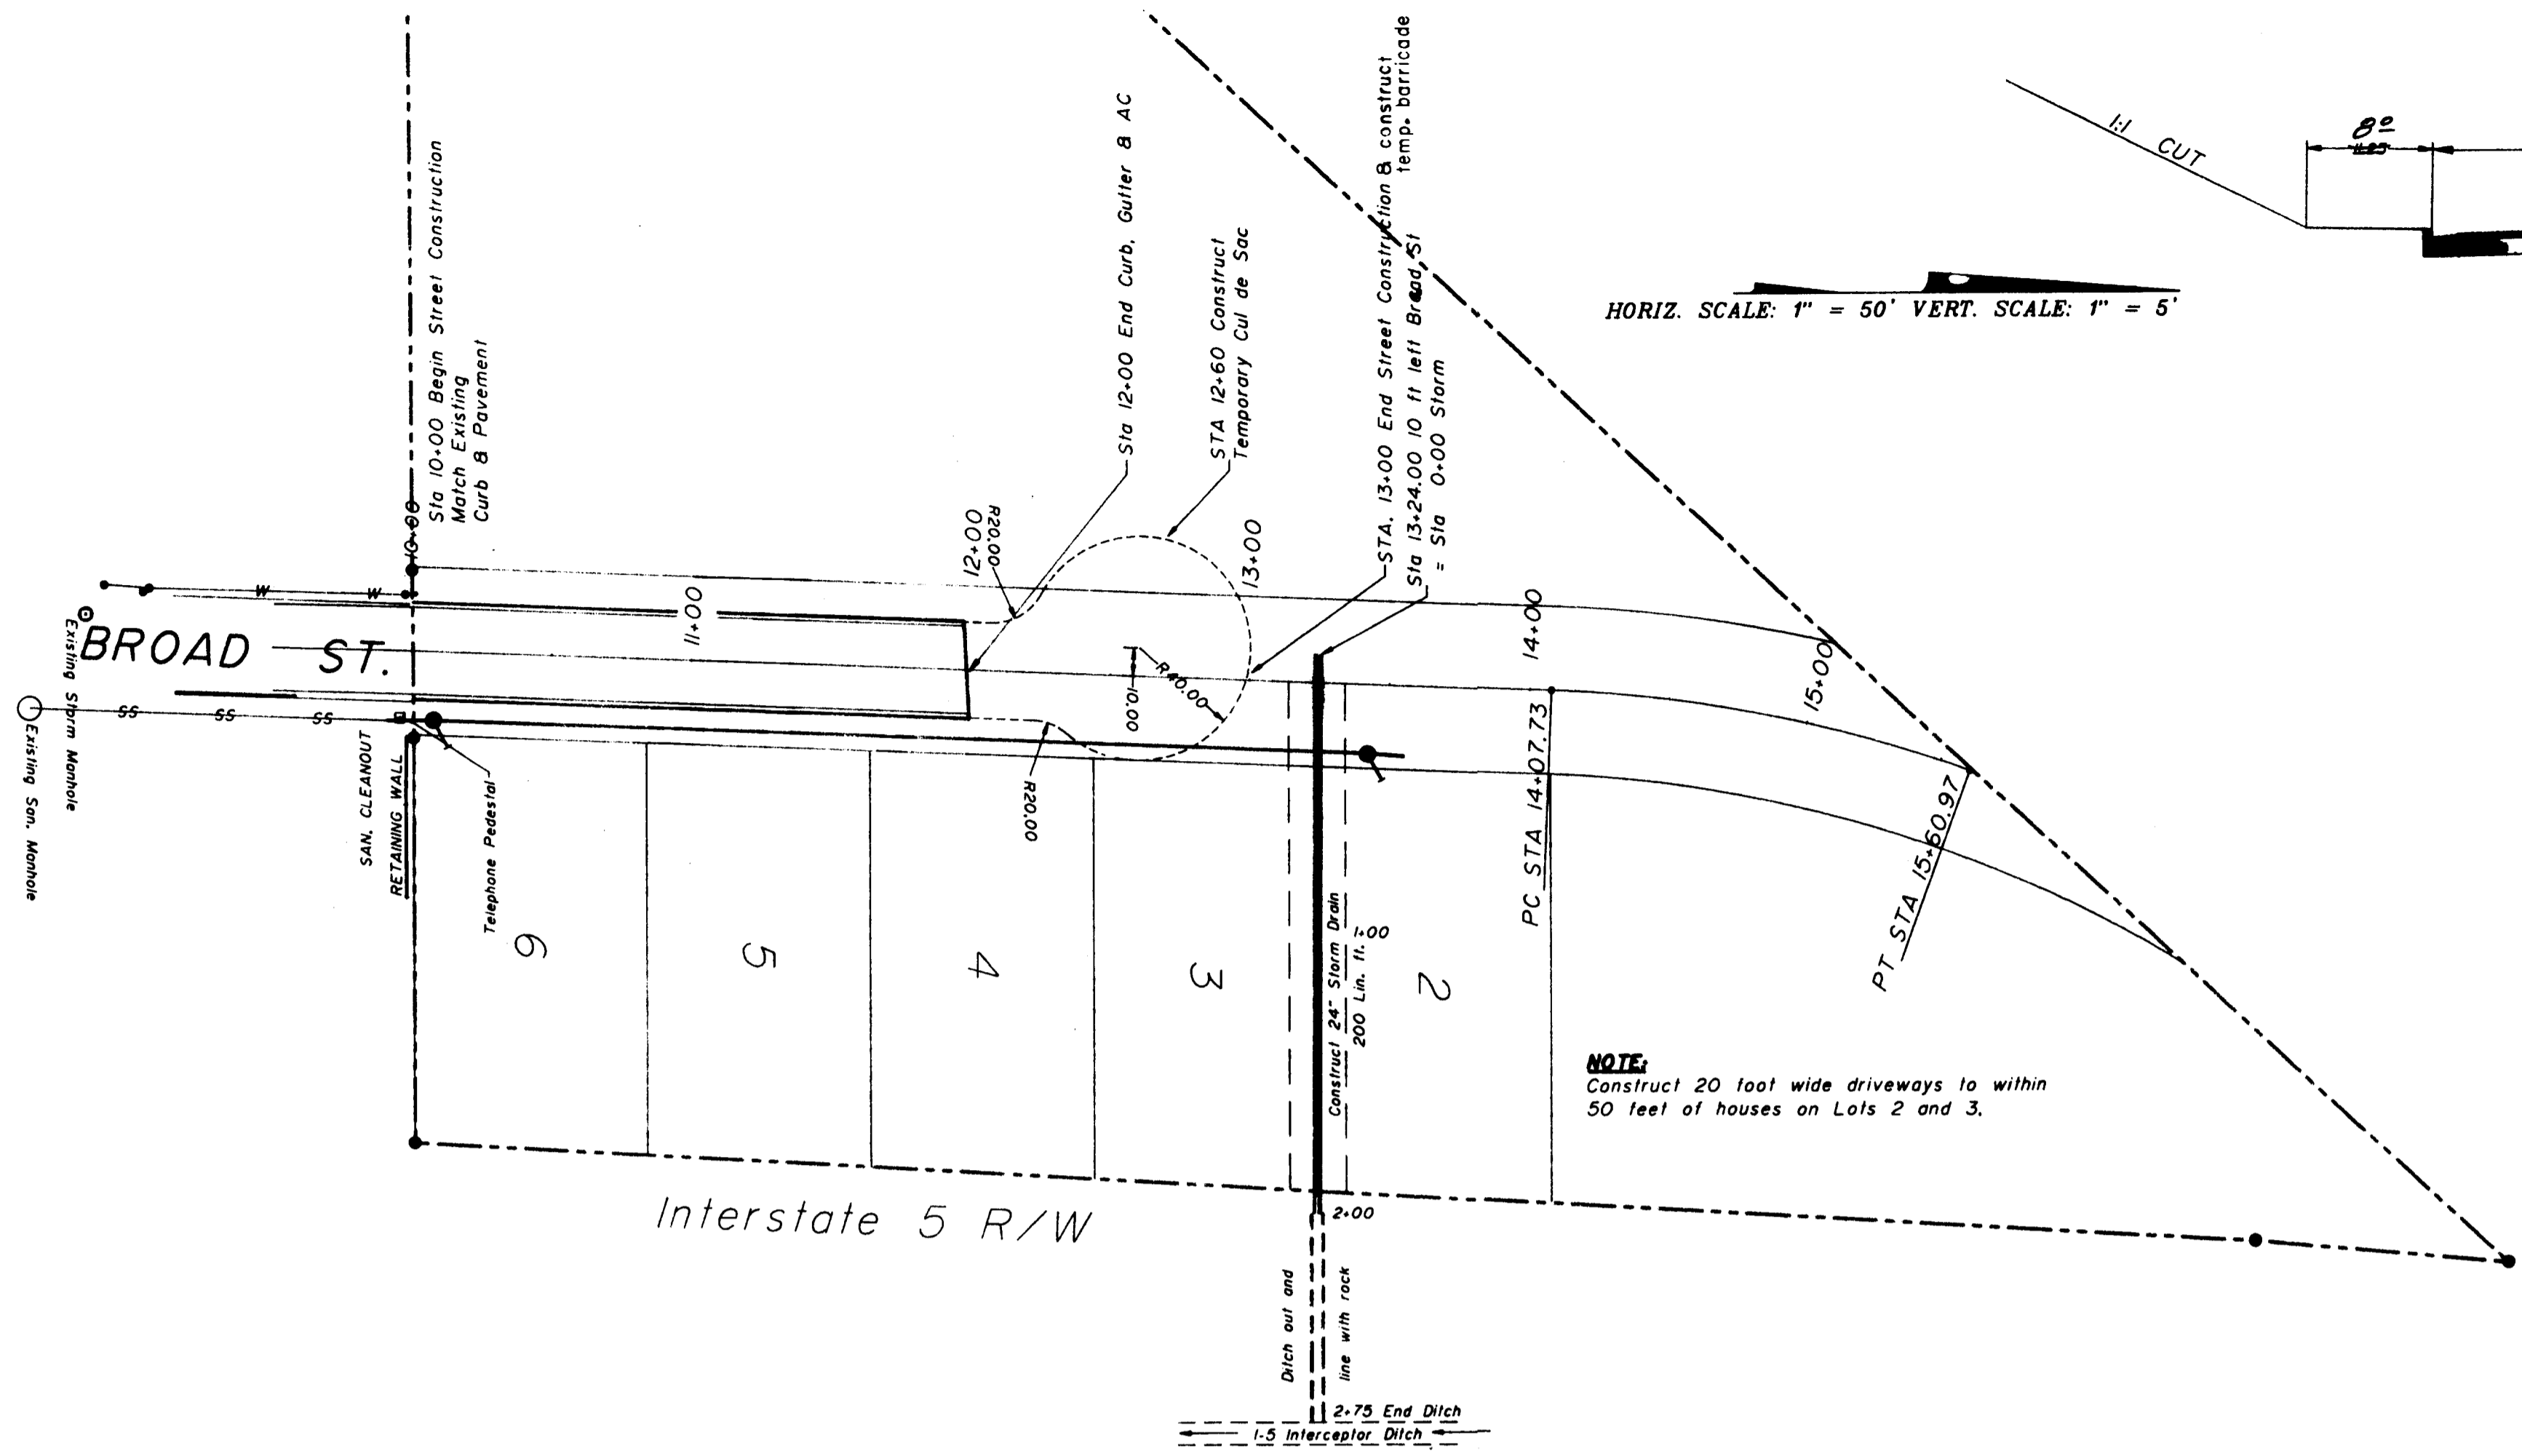 Sta 10+00 Begin Street Construction
Match Existing
Curb & Pavement
10+00
Sta 12+00 End Curb, Gutter & AC
STA 12+60 Construct
Temporary Cul de Sac
STA. 13+00 End Street Construction & construct
temp. barricade
Sta 13+24.00 10 ft left Broad St
= Sta 0+00 Storm
1:1 CUT
8º
11.25
HORIZ. SCALE: 1" = 50' VERT. SCALE: 1" = 5'
BROAD ST.
W W
SS SS SS
Existing Storm Manhole
Existing San. Manhole
SAN. CLEANOUT
RETAINING WALL
Telephone Pedestal
11+00
12+00
R20.00
13+00
R40.00
10.00
R20.00
14+00
15+00
PC STA 14+07.73
PT STA 15+60.97
6
5
4
3
2
Construct 24" Storm Drain
200 Lin. ft.
1+00
2+00
NOTE:
Construct 20 foot wide driveways to within
50 feet of houses on Lots 2 and 3.
Interstate 5 R/W
Ditch out and
line with rock
2+75 End Ditch
I-5 Interceptor Ditch